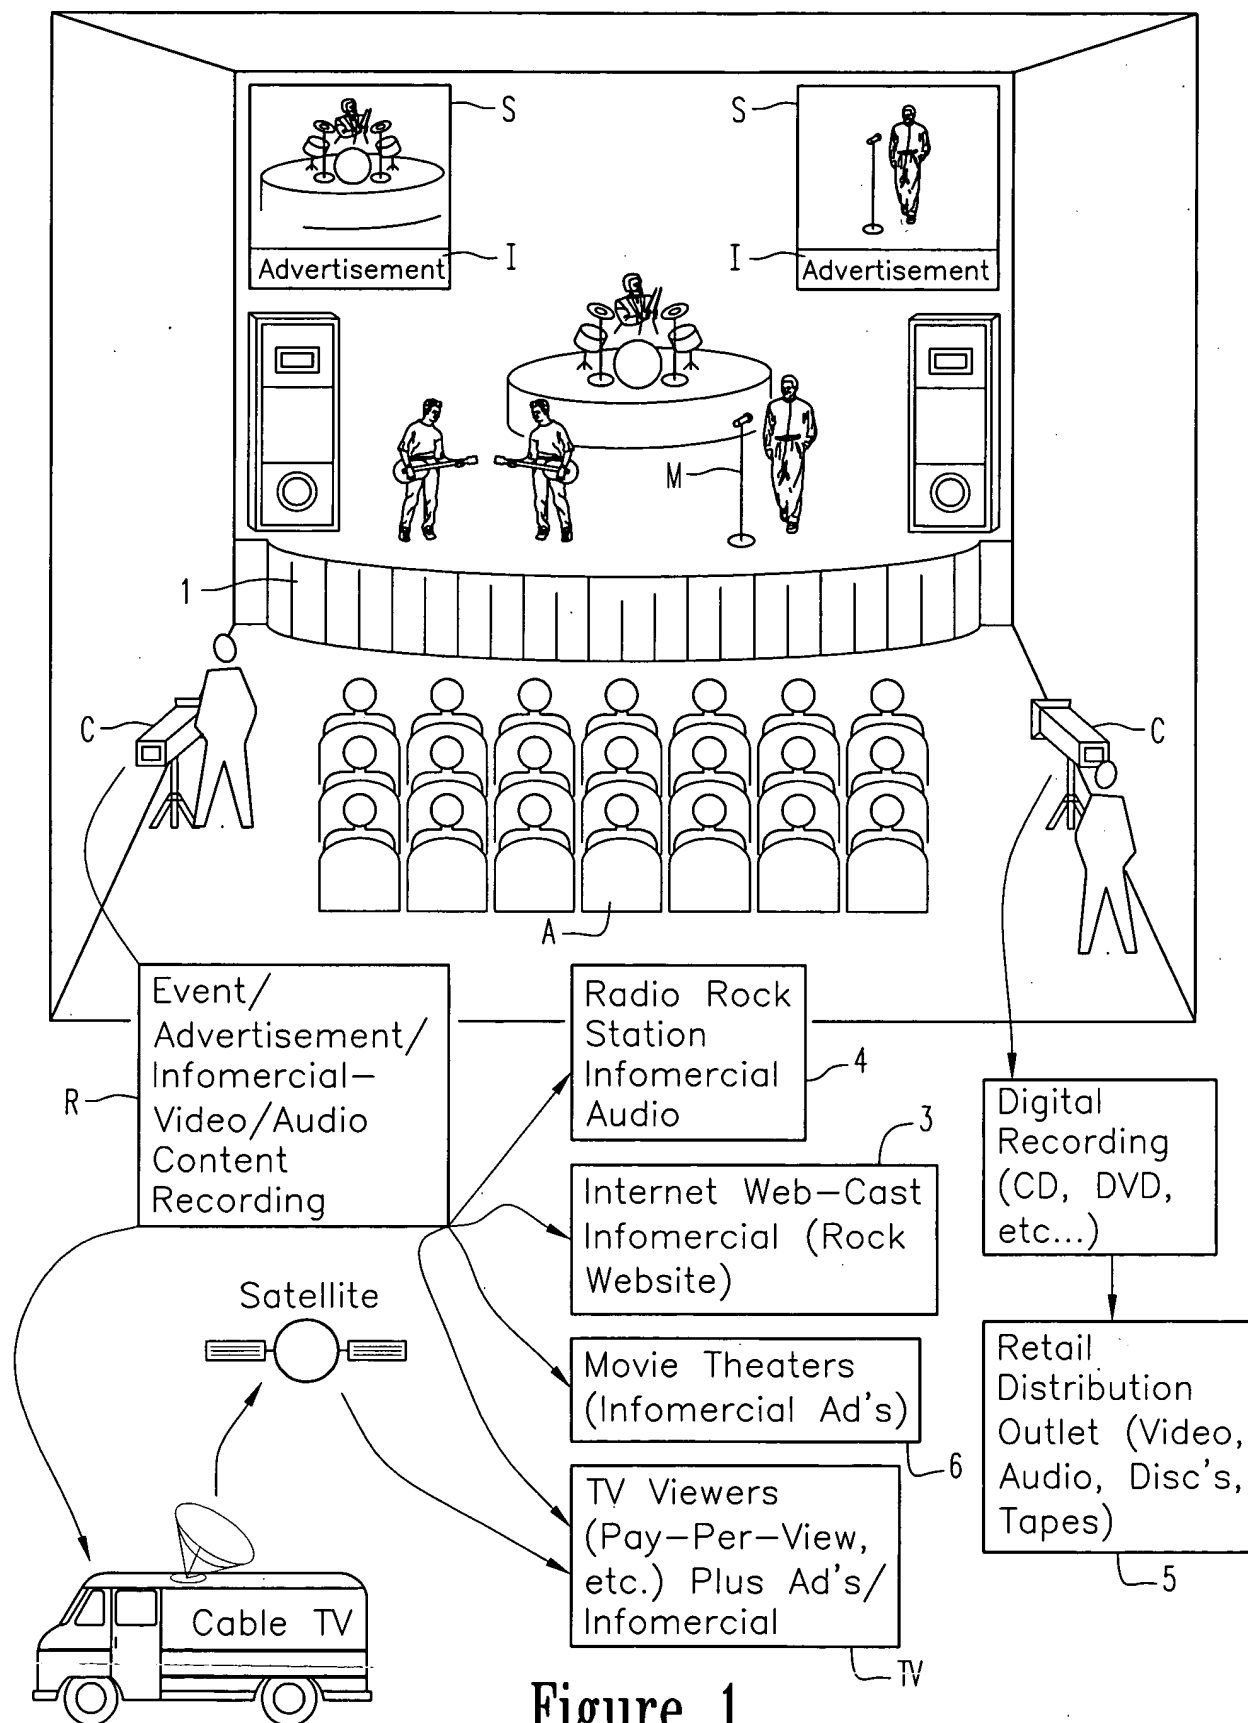 S
S
I
I
Advertisement
Advertisement
M
1
C
C
A
Event/
Advertisement/
Infomercial–
Video/Audio
Content
Recording
R
Radio Rock
Station
Infomercial
Audio
4
3
Internet Web–Cast
Infomercial (Rock
Website)
Digital
Recording
(CD, DVD,
etc...)
Satellite
Movie Theaters
(Infomercial Ad's)
6
Retail
Distribution
Outlet (Video,
Audio, Disc's,
Tapes)
5
TV Viewers
(Pay–Per–View,
etc.) Plus Ad's/
Infomercial
TV
Cable TV
Figure 1